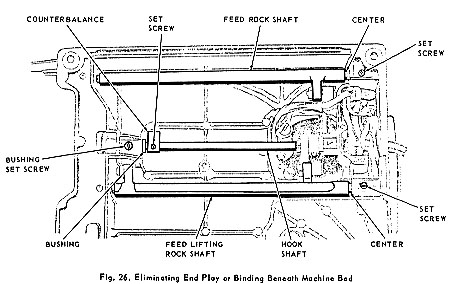 COUNTERBALANCE
SET
SCREW
FEED ROCK SHAFT
CENTER
SET
SCREW
BUSHING
SET SCREW
BUSHING
FEED LIFTING
ROCK SHAFT
HOOK
SHAFT
CENTER
SET
SCREW
Fig. 26. Eliminating End Play or Binding Beneath Machine Bed